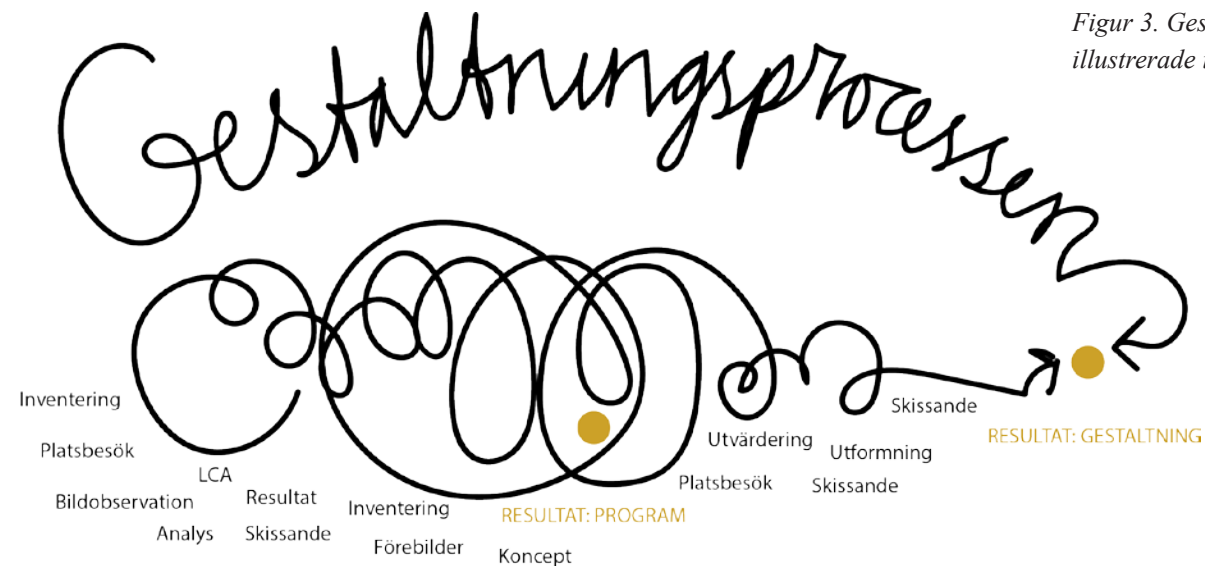 Figur 3. Ges
illustrerade
Gestaltningsprocessen
Inventering
Platsbesök
Bildobservation
LCA
Analys
Resultat
Skissande
Inventering
Förebilder
RESULTAT: PROGRAM
Koncept
Platsbesök
Utvärdering
Utformning
Skissande
Skissande
RESULTAT: GESTALTNING